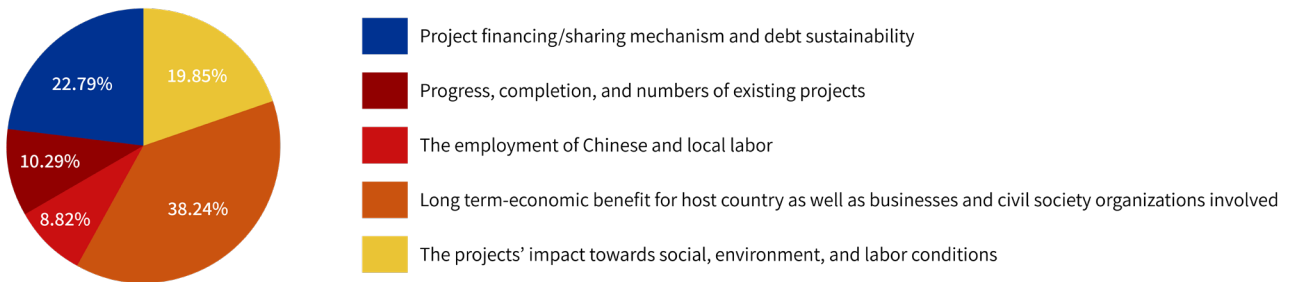 22.79%
19.85%
10.29%
8.82%
38.24%
Project financing/sharing mechanism and debt sustainability
Progress, completion, and numbers of existing projects
The employment of Chinese and local labor
Long term-economic benefit for host country as well as businesses and civil society organizations involved
The projects’ impact towards social, environment, and labor conditions